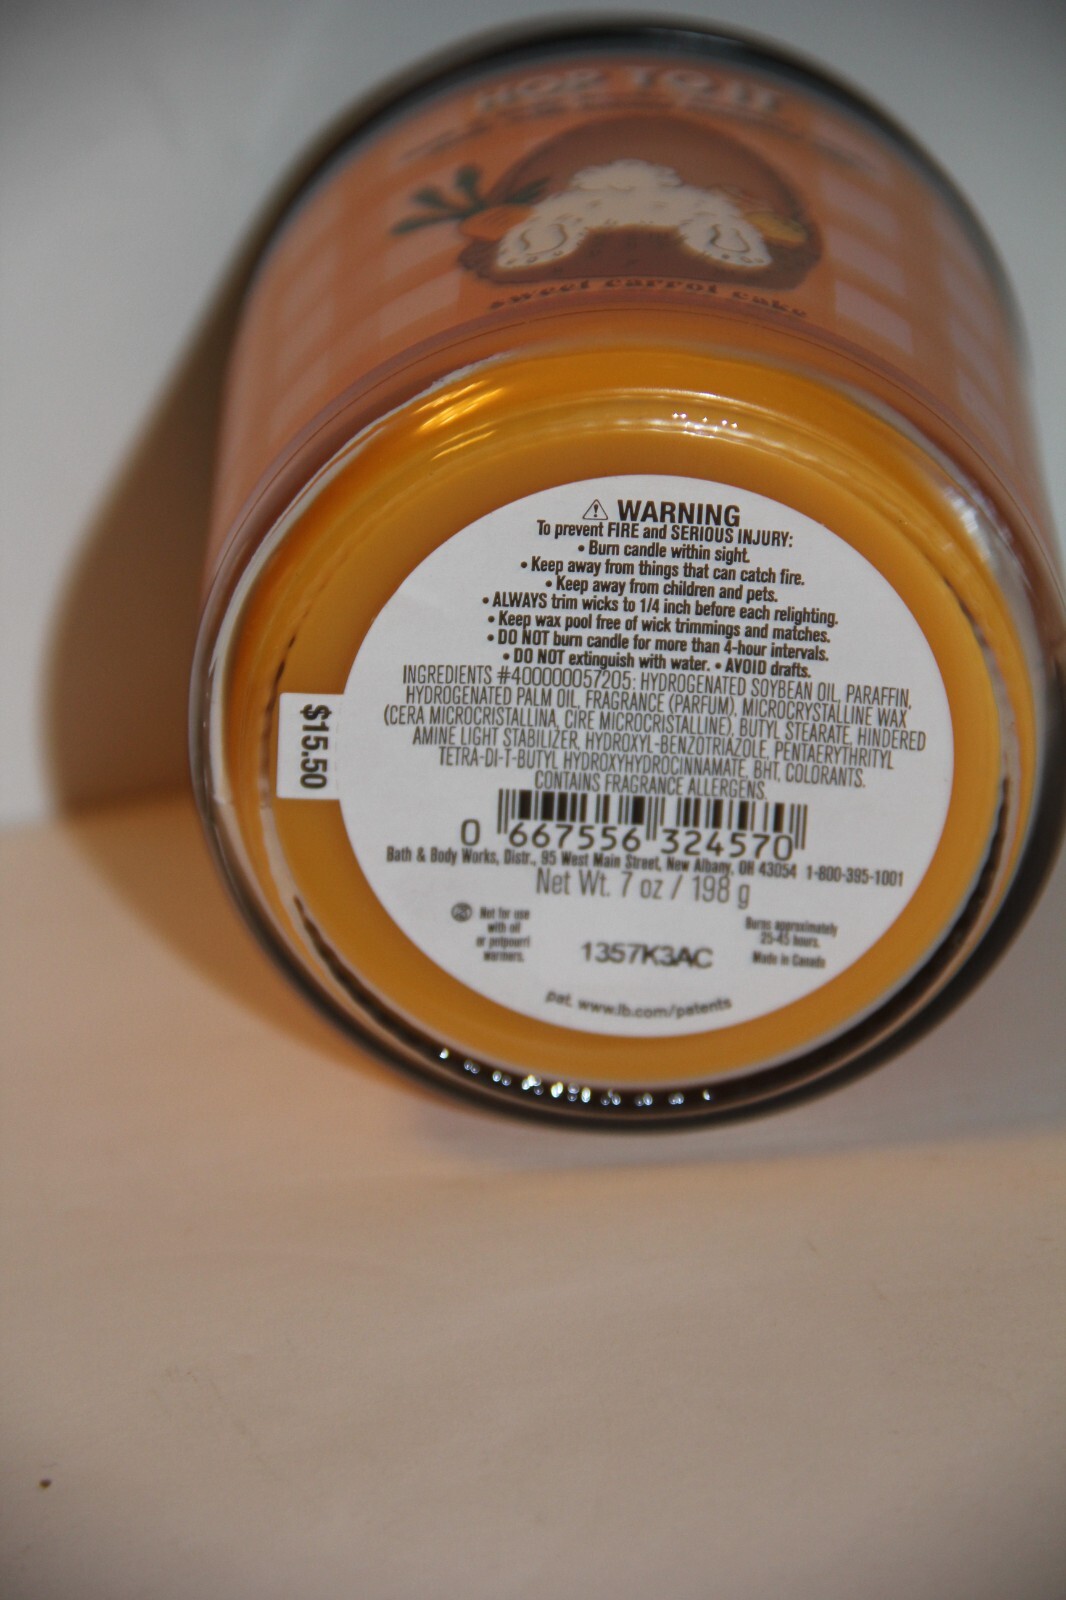 HOP TO IT
sweet carrot cake
⚠ WARNING
To prevent FIRE and SERIOUS INJURY:
• Burn candle within sight.
• Keep away from things that can catch fire.
• Keep away from children and pets.
• ALWAYS trim wicks to 1/4 inch before each relighting.
• Keep wax pool free of wick trimmings and matches.
• DO NOT burn candle for more than 4-hour intervals.
• DO NOT extinguish with water. • AVOID drafts.
INGREDIENTS #400000057205: HYDROGENATED SOYBEAN OIL, PARAFFIN,
HYDROGENATED PALM OIL, FRAGRANCE (PARFUM), MICROCRYSTALLINE WAX
(CERA MICROCRISTALLINA, CIRE MICROCRISTALLINE), BUTYL STEARATE, HINDERED
AMINE LIGHT STABILIZER, HYDROXYL-BENZOTRIAZOLE, PENTAERYTHRITYL
TETRA-DI-T-BUTYL HYDROXYHYDROCINNAMATE, BHT, COLORANTS.
CONTAINS FRAGRANCE ALLERGENS.
$15.50
0 667556 324570
Bath & Body Works, Distr., 95 West Main Street, New Albany, OH 43054 1-800-395-1001
Net Wt. 7 oz / 198 g
Not for use
with oil
or potpourri
warmers.
1357K3AC
Burns approximately
25-45 hours.
Made in Canada
pat. www.lb.com/patents